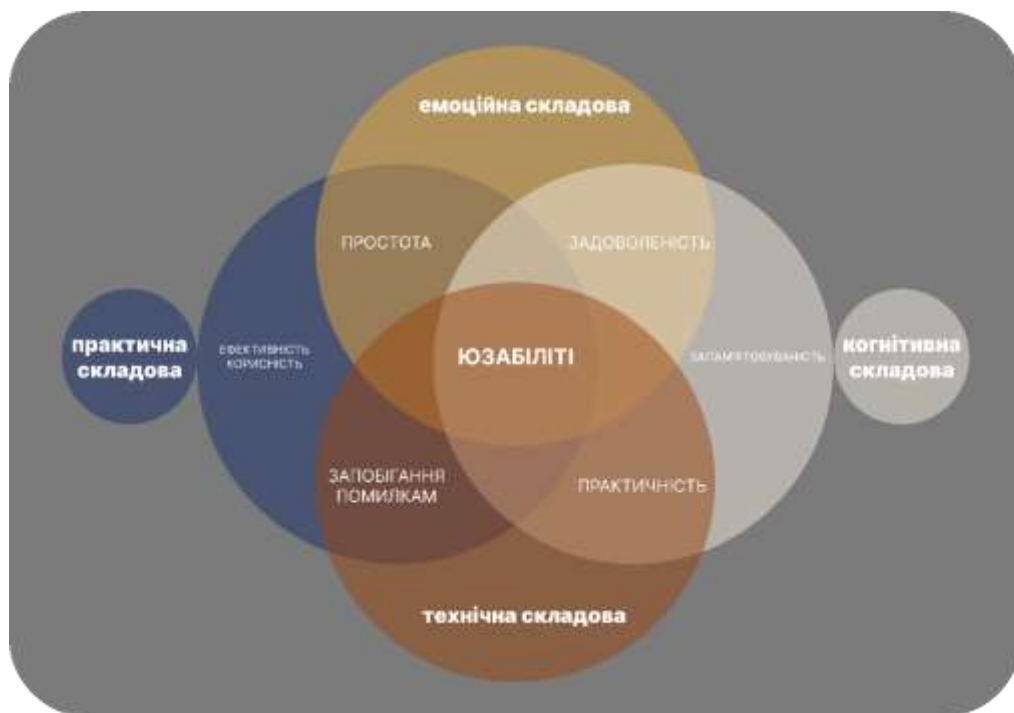 емоційна складова
ПРОСТОТА
ЗАДОВОЛЕНІСТЬ
практична
складова
ЕФЕКТИВНІСТЬ
КОРИСНІСТЬ
ЮЗАБІЛІТІ
ЗАПАМ'ЯТОВУВАНІСТЬ
когнітивна
складова
ЗАПОБІГАННЯ
ПОМИЛКАМ
ПРАКТИЧНІСТЬ
технічна складова